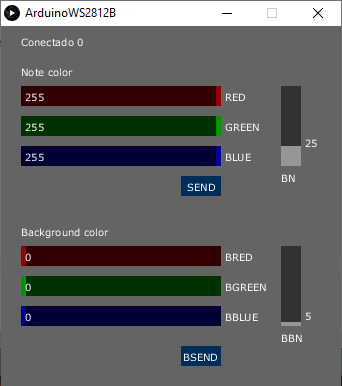 ArduinoWS2812B
Conectado 0
Note color
255 RED
255 GREEN
255 BLUE
25
BN
SEND
Background color
0 BRED
0 BGREEN
0 BBLUE
5
BBN
BSEND